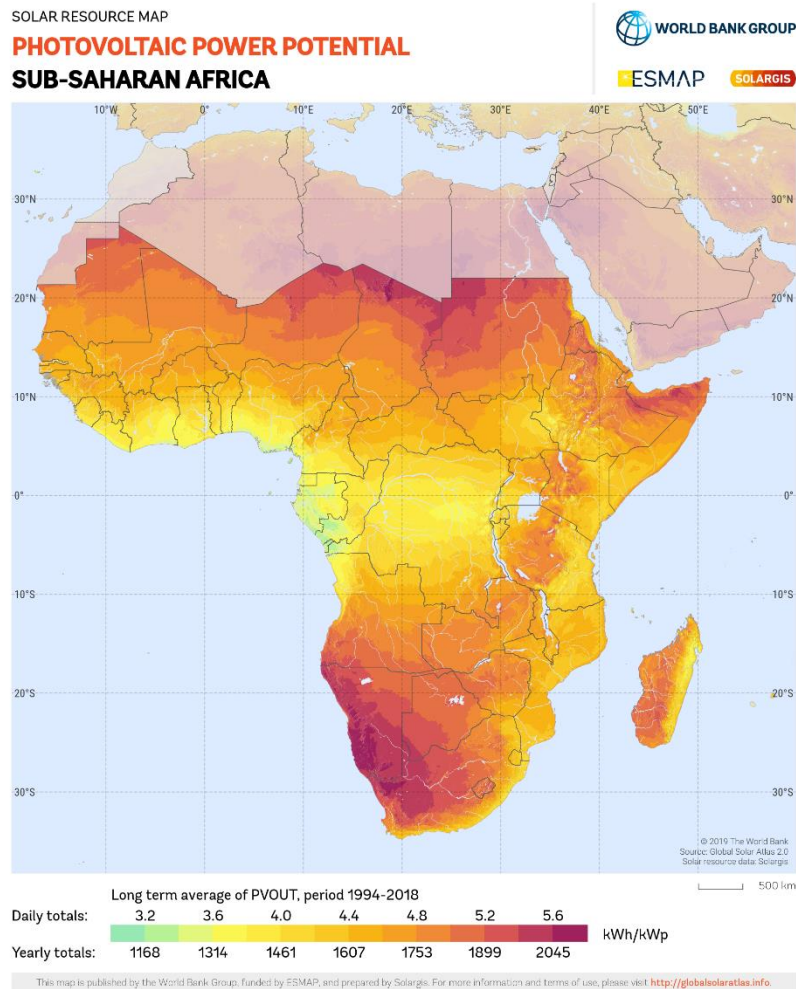 SOLAR RESOURCE MAP
PHOTOVOLTAIC POWER POTENTIAL
SUB-SAHARAN AFRICA
WORLD BANK GROUP
ESMAP
SOLARGIS
10°W 0° 10°E 20°E 30°E 40°E 50°E
30°N
30°N
20°N
20°N
10°N
10°N
0°
0°
10°S
10°S
20°S
20°S
30°S
30°S
© 2019 The World Bank
Source: Global Solar Atlas 2.0
Solar resource data: Solargis
500 km
Long term average of PVOUT, period 1994-2018
Daily totals: 3.2 3.6 4.0 4.4 4.8 5.2 5.6
kWh/kWp
Yearly totals: 1168 1314 1461 1607 1753 1899 2045
This map is published by the World Bank Group, funded by ESMAP, and prepared by Solargis. For more information and terms of use, please visit http://globalsolaratlas.info.